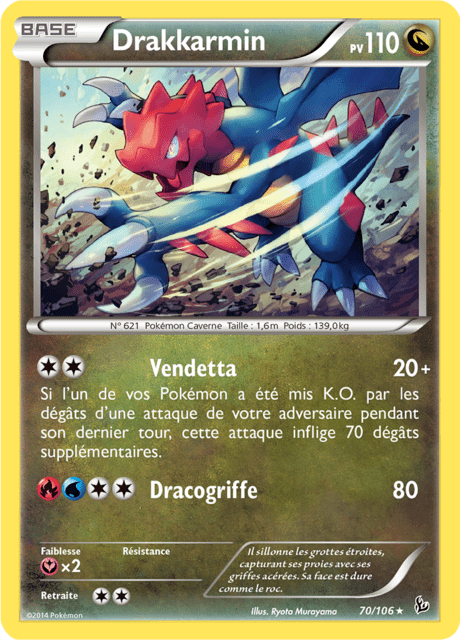 BASE
Drakkarmin
PV110
N° 621 Pokémon Caverne Taille : 1,6m Poids : 139,0kg
Vendetta 20+
Si l'un de vos Pokémon a été mis K.O. par les
dégâts d'une attaque de votre adversaire pendant
son dernier tour, cette attaque inflige 70 dégâts
supplémentaires.
Dracogriffe 80
Faiblesse Résistance
×2
Retraite
Il sillonne les grottes étroites,
capturant ses proies avec ses
griffes acérées. Sa face est dure
comme le roc.
©2014 Pokémon
Illus. Ryota Murayama
70/106 ★